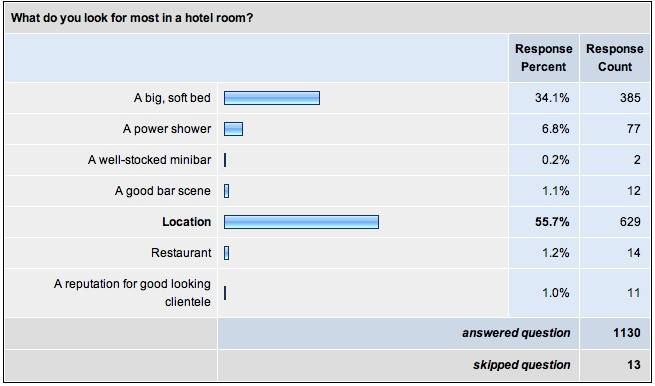 What do you look for most in a hotel room?
Response Percent Response Count
A big, soft bed 34.1% 385
A power shower 6.8% 77
A well-stocked minibar 0.2% 2
A good bar scene 1.1% 12
Location 55.7% 629
Restaurant 1.2% 14
A reputation for good looking
clientele 1.0% 11
answered question 1130
skipped question 13